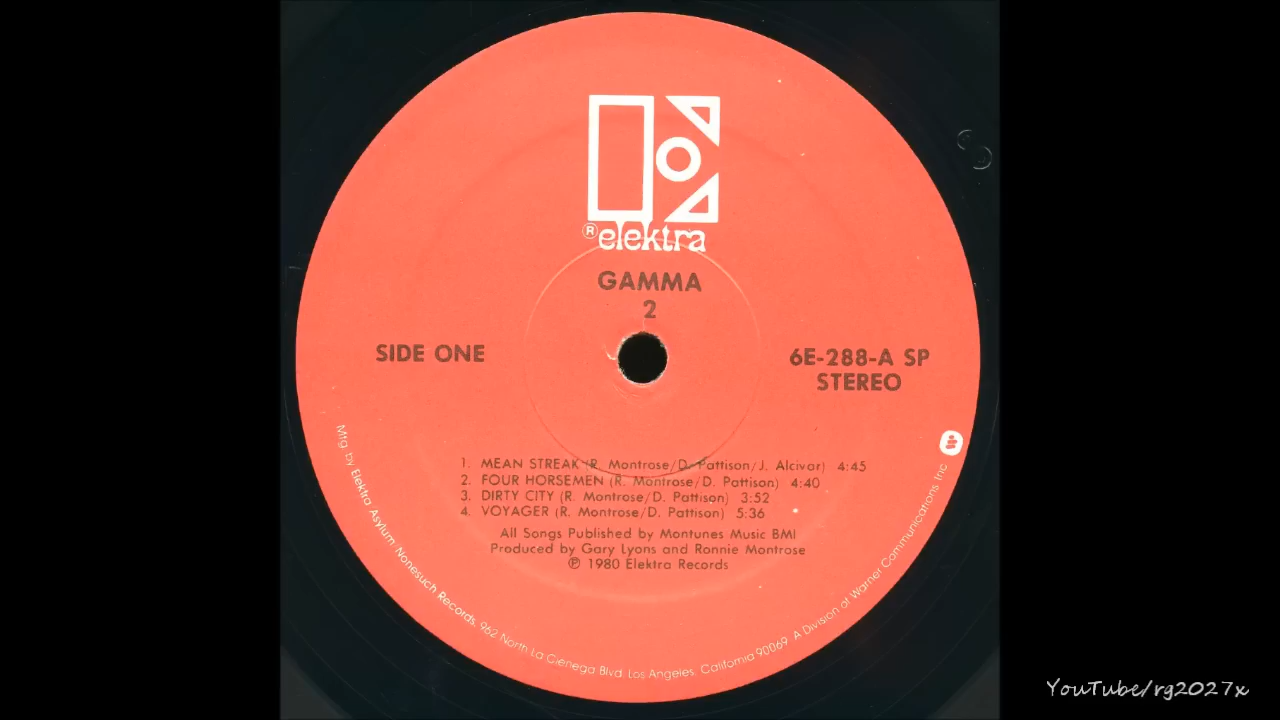 ® elektra
GAMMA
2
SIDE ONE
6E-288-A SP
STEREO
1. MEAN STREAK (R. Montrose/D. Pattison/J. Alcivar) 4:45
2. FOUR HORSEMEN (R. Montrose/D. Pattison) 4:40
3. DIRTY CITY (R. Montrose/D. Pattison) 3:52
4. VOYAGER (R. Montrose/D. Pattison) 5:36
All Songs Published by Montunes Music BMI
Produced by Gary Lyons and Ronnie Montrose
℗ 1980 Elektra Records
Mfg. by Elektra Asylum Nonesuch Records, 962 North La Cienega Blvd. Los Angeles, California 90069 A Division of Warner Communications Inc
YouTube/rg2027x